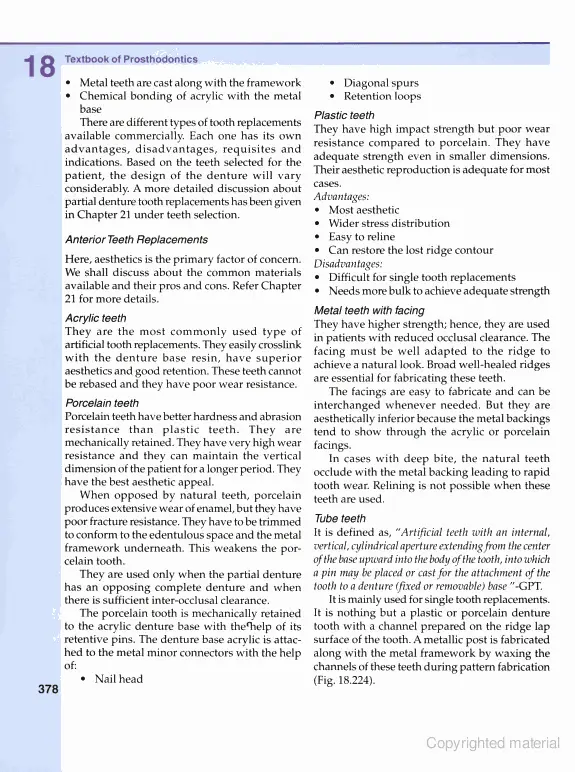 18
Textbook of Prosthodontics
• Metal teeth are cast along with the framework
• Chemical bonding of acrylic with the metal
base
There are different types of tooth replacements
available commercially. Each one has its own
advantages, disadvantages, requisites and
indications. Based on the teeth selected for the
patient, the design of the denture will vary
considerably. A more detailed discussion about
partial denture tooth replacements has been given
in Chapter 21 under teeth selection.
Anterior Teeth Replacements
Here, aesthetics is the primary factor of concern.
We shall discuss about the common materials
available and their pros and cons. Refer Chapter
21 for more details.
Acrylic teeth
They are the most commonly used type of
artificial tooth replacements. They easily crosslink
with the denture base resin, have superior
aesthetics and good retention. These teeth cannot
be rebased and they have poor wear resistance.
Porcelain teeth
Porcelain teeth have better hardness and abrasion
resistance than plastic teeth. They are
mechanically retained. They have very high wear
resistance and they can maintain the vertical
dimension of the patient for a longer period. They
have the best aesthetic appeal.
When opposed by natural teeth, porcelain
produces extensive wear of enamel, but they have
poor fracture resistance. They have to be trimmed
to conform to the edentulous space and the metal
framework underneath. This weakens the por-
celain tooth.
They are used only when the partial denture
has an opposing complete denture and when
there is sufficient inter-occlusal clearance.
The porcelain tooth is mechanically retained
to the acrylic denture base with the help of its
retentive pins. The denture base acrylic is attac-
hed to the metal minor connectors with the help
of:
• Nail head
378
• Diagonal spurs
• Retention loops
Plastic teeth
They have high impact strength but poor wear
resistance compared to porcelain. They have
adequate strength even in smaller dimensions.
Their aesthetic reproduction is adequate for most
cases.
Advantages:
• Most aesthetic
• Wider stress distribution
• Easy to reline
• Can restore the lost ridge contour
Disadvantages:
• Difficult for single tooth replacements
• Needs more bulk to achieve adequate strength
Metal teeth with facing
They have higher strength; hence, they are used
in patients with reduced occlusal clearance. The
facing must be well adapted to the ridge to
achieve a natural look. Broad well-healed ridges
are essential for fabricating these teeth.
The facings are easy to fabricate and can be
interchanged whenever needed. But they are
aesthetically inferior because the metal backings
tend to show through the acrylic or porcelain
facings.
In cases with deep bite, the natural teeth
occlude with the metal backing leading to rapid
tooth wear. Relining is not possible when these
teeth are used.
Tube teeth
It is defined as, "Artificial teeth with an internal,
vertical, cylindrical aperture extending from the center
of the base upward into the body of the tooth, into which
a pin may be placed or cast for the attachment of the
tooth to a denture (fixed or removable) base "-GPT.
It is mainly used for single tooth replacements.
It is nothing but a plastic or porcelain denture
tooth with a channel prepared on the ridge lap
surface of the tooth. A metallic post is fabricated
along with the metal framework by waxing the
channels of these teeth during pattern fabrication
(Fig. 18.224).
Copyrighted material